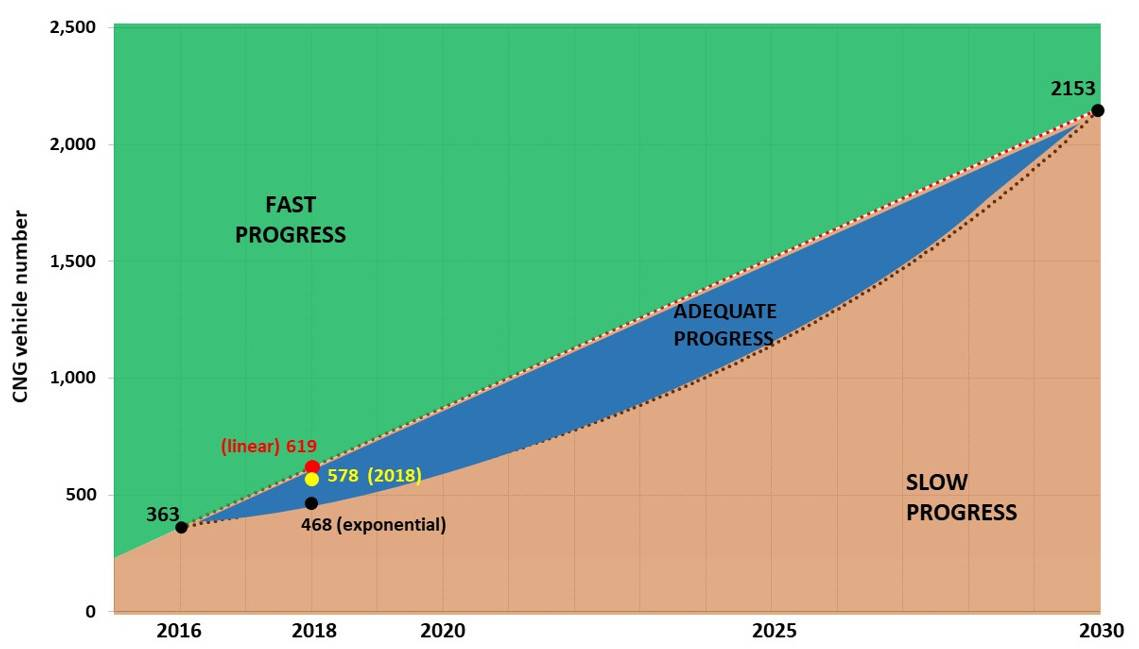 2,500
2153
2,000
FAST
PROGRESS
1,500
ADEQUATE
PROGRESS
CNG vehicle number
1,000
(linear) 619
578 (2018)
500
363
468 (exponential)
SLOW
PROGRESS
0
2016 2018 2020 2025 2030